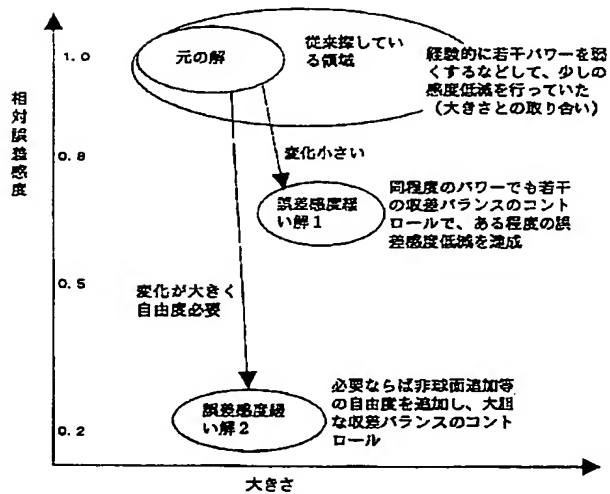 1.0
元の解
従来探してい
る領域
経験的に若干パワーを弱
くするなどして、少しの
感度低減を行っていた
（大きさとの取り合い）
相対誤差感度
0.8
変化小さい
誤差感度緩
い解１
同程度のパワーでも若干
の収差バランスのコント
ロールで、ある程度の誤
差感度低減を達成
0.5
変化が大きく
自由度必要
必要ならば非球面追加等
の自由度を追加し、大胆
な収差バランスのコント
ロール
誤差感度緩
い解２
0.2
大きさ